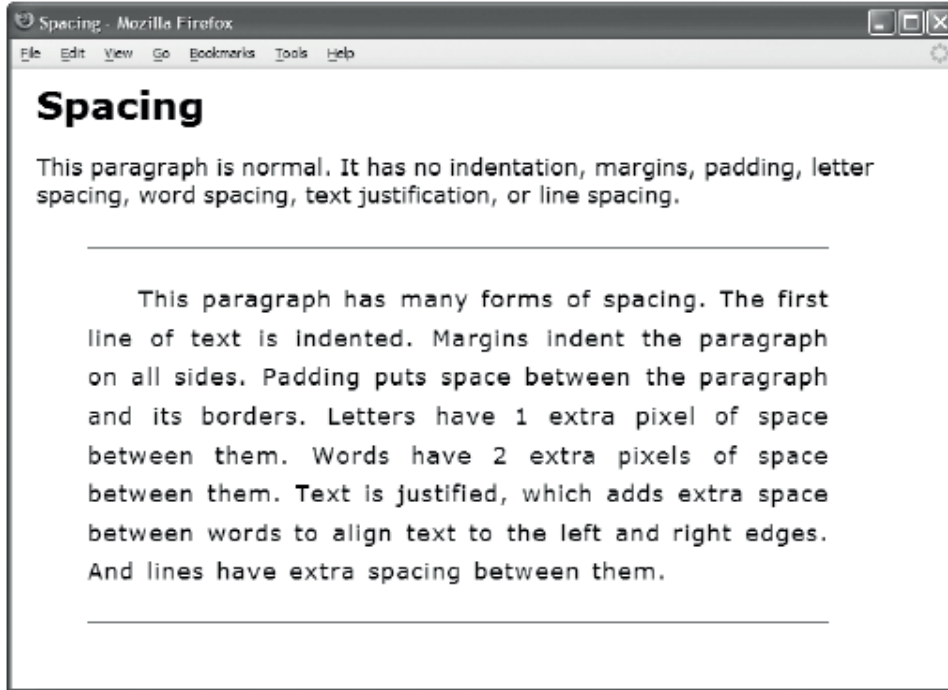 Spacing - Mozilla Firefox
File Edit View Go Bookmarks Tools Help
Spacing
This paragraph is normal. It has no indentation, margins, padding, letter
spacing, word spacing, text justification, or line spacing.
This paragraph has many forms of spacing. The first
line of text is indented. Margins indent the paragraph
on all sides. Padding puts space between the paragraph
and its borders. Letters have 1 extra pixel of space
between them. Words have 2 extra pixels of space
between them. Text is justified, which adds extra space
between words to align text to the left and right edges.
And lines have extra spacing between them.